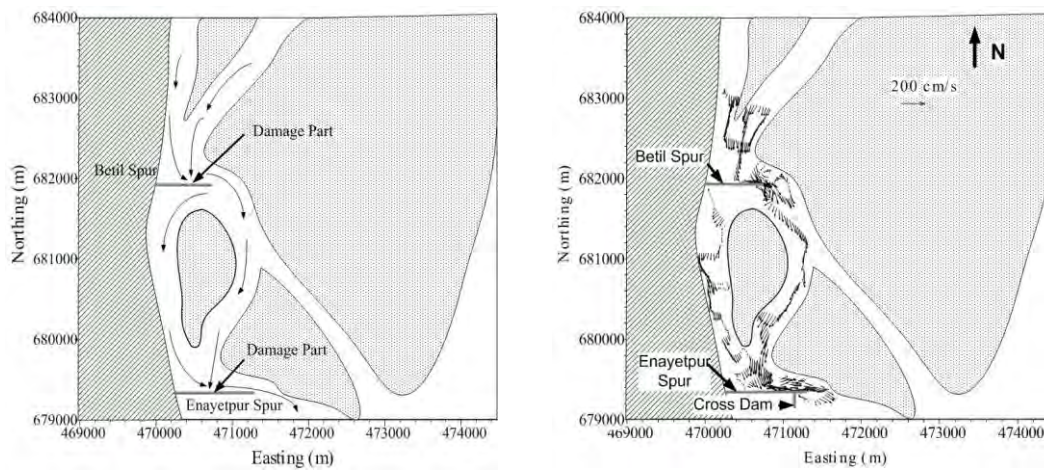 684000
683000
682000
681000
680000
679000
Northing (m)
469000 470000 471000 472000 473000 474000
Easting (m)
Damage Part
Betil Spur
Damage Part
Enayetpur Spur
684000
683000
682000
681000
680000
679000
Northing (m)
469000 470000 471000 472000 473000 474000
Easting (m)
N
200 cm/s
Betil Spur
Enayetpur
Spur
Cross Dam